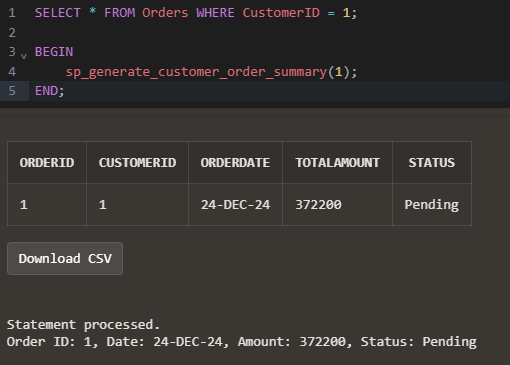 1 SELECT * FROM Orders WHERE CustomerID = 1;
2
3 BEGIN
4     sp_generate_customer_order_summary(1);
5 END;
ORDERID CUSTOMERID ORDERDATE TOTALAMOUNT STATUS
1 1 24-DEC-24 372200 Pending
Download CSV
Statement processed.
Order ID: 1, Date: 24-DEC-24, Amount: 372200, Status: Pending